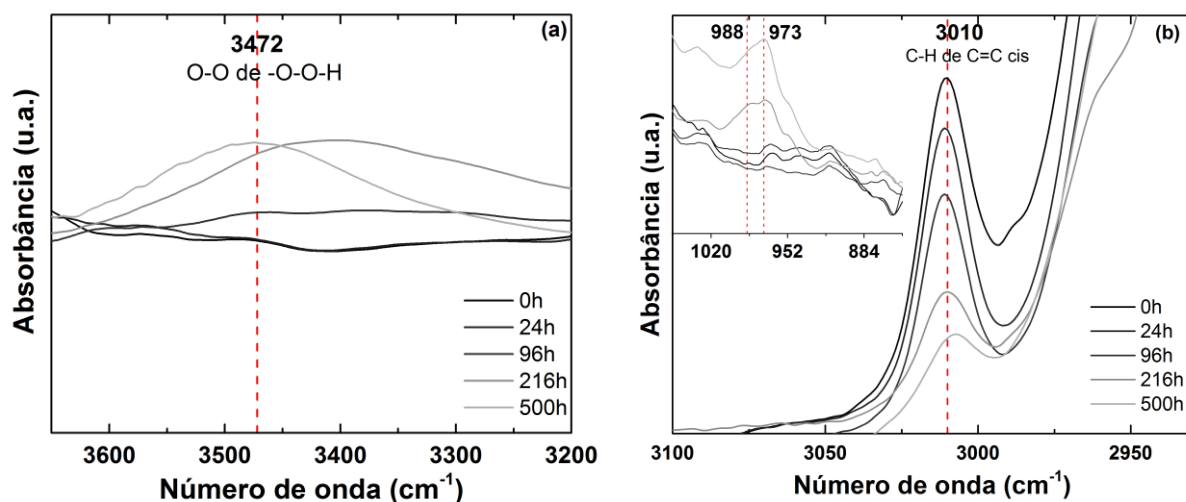 (a)
3472
O-O de -O-O-H
Absorbância (u.a.)
0h
24h
96h
216h
500h
3600 3500 3400 3300 3200
Número de onda (cm⁻¹)
(b)
988 973
3010
C-H de C=C cis
1020 952 884
Absorbância (u.a.)
0h
24h
96h
216h
500h
3100 3050 3000 2950
Número de onda (cm⁻¹)